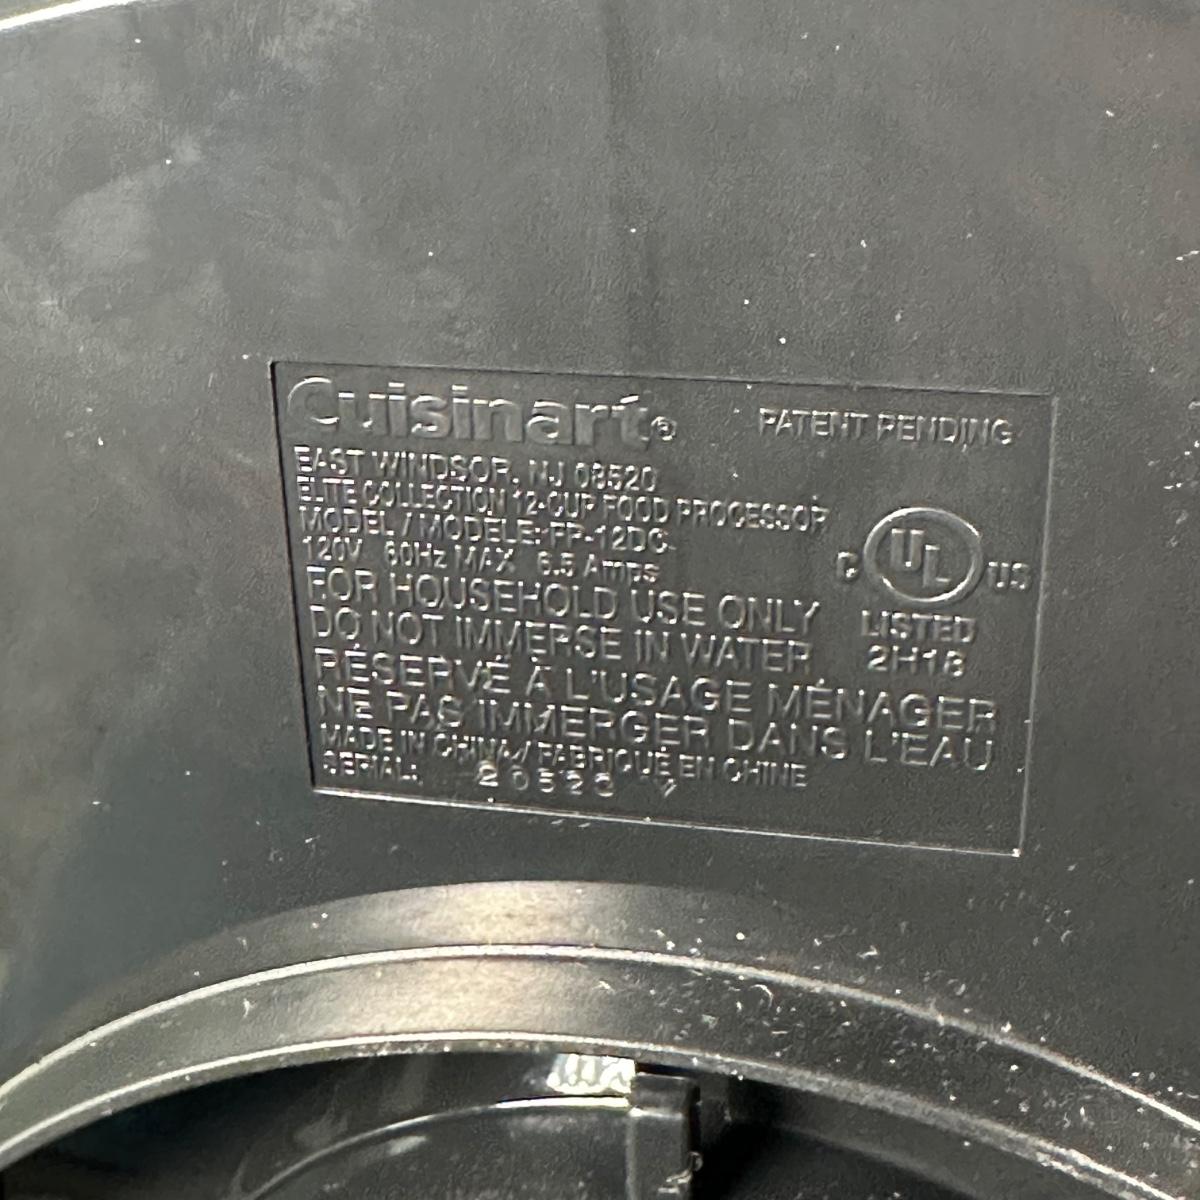 Cuisinart®
PATENT PENDING
EAST WINDSOR, NJ 08520
ELITE COLLECTION 12-CUP FOOD PROCESSOR
MODEL / MODELE: FP-12DC
120V 60Hz MAX 6.5 Amps
FOR HOUSEHOLD USE ONLY
DO NOT IMMERSE IN WATER
C UL US
LISTED
2H18
RÉSERVÉ À L'USAGE MÉNAGER
NE PAS IMMERGER DANS L'EAU
MADE IN CHINA / FABRIQUÉ EN CHINE
SERIAL: